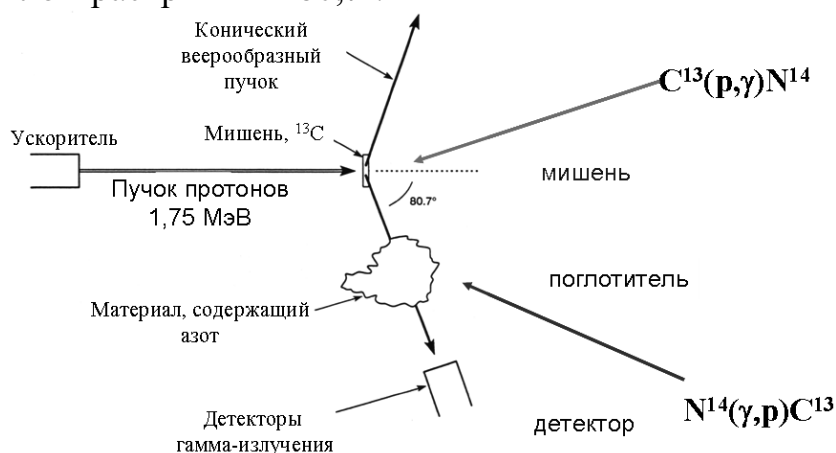 Конический
веерообразный
пучок
C¹³(p,γ)N¹⁴
Мишень, ¹³C
Ускоритель
мишень
Пучок протонов
1,75 МэВ
80.7°
поглотитель
Материал, содержащий
азот
N¹⁴(γ,p)C¹³
Детекторы
гамма-излучения
детектор